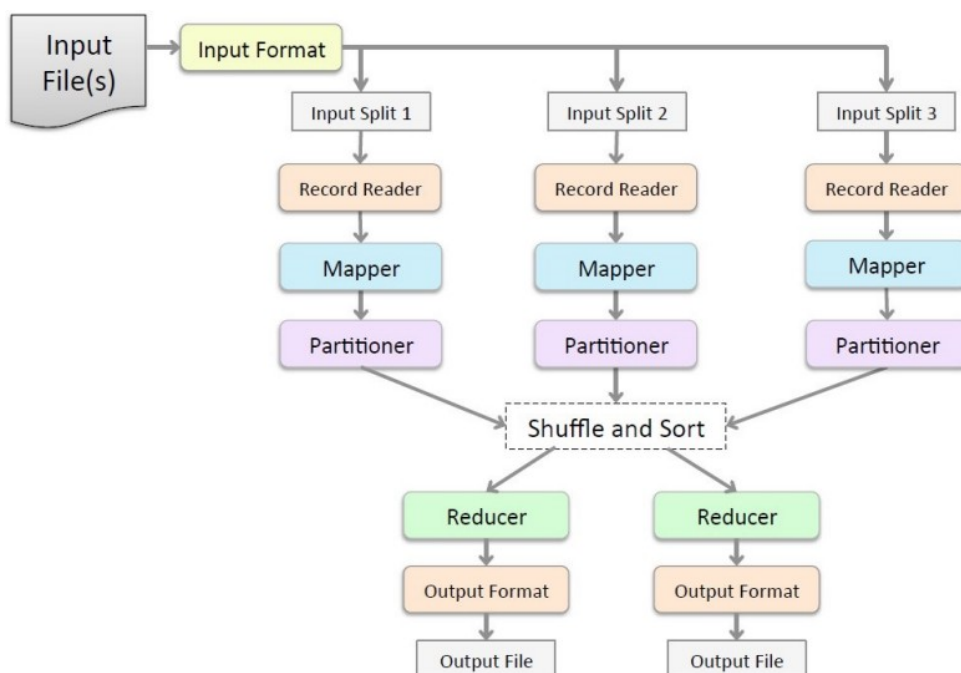 Input
File(s)
Input Format
Input Split 1
Input Split 2
Input Split 3
Record Reader
Record Reader
Record Reader
Mapper
Mapper
Mapper
Partitioner
Partitioner
Partitioner
Shuffle and Sort
Reducer
Reducer
Output Format
Output Format
Output File
Output File